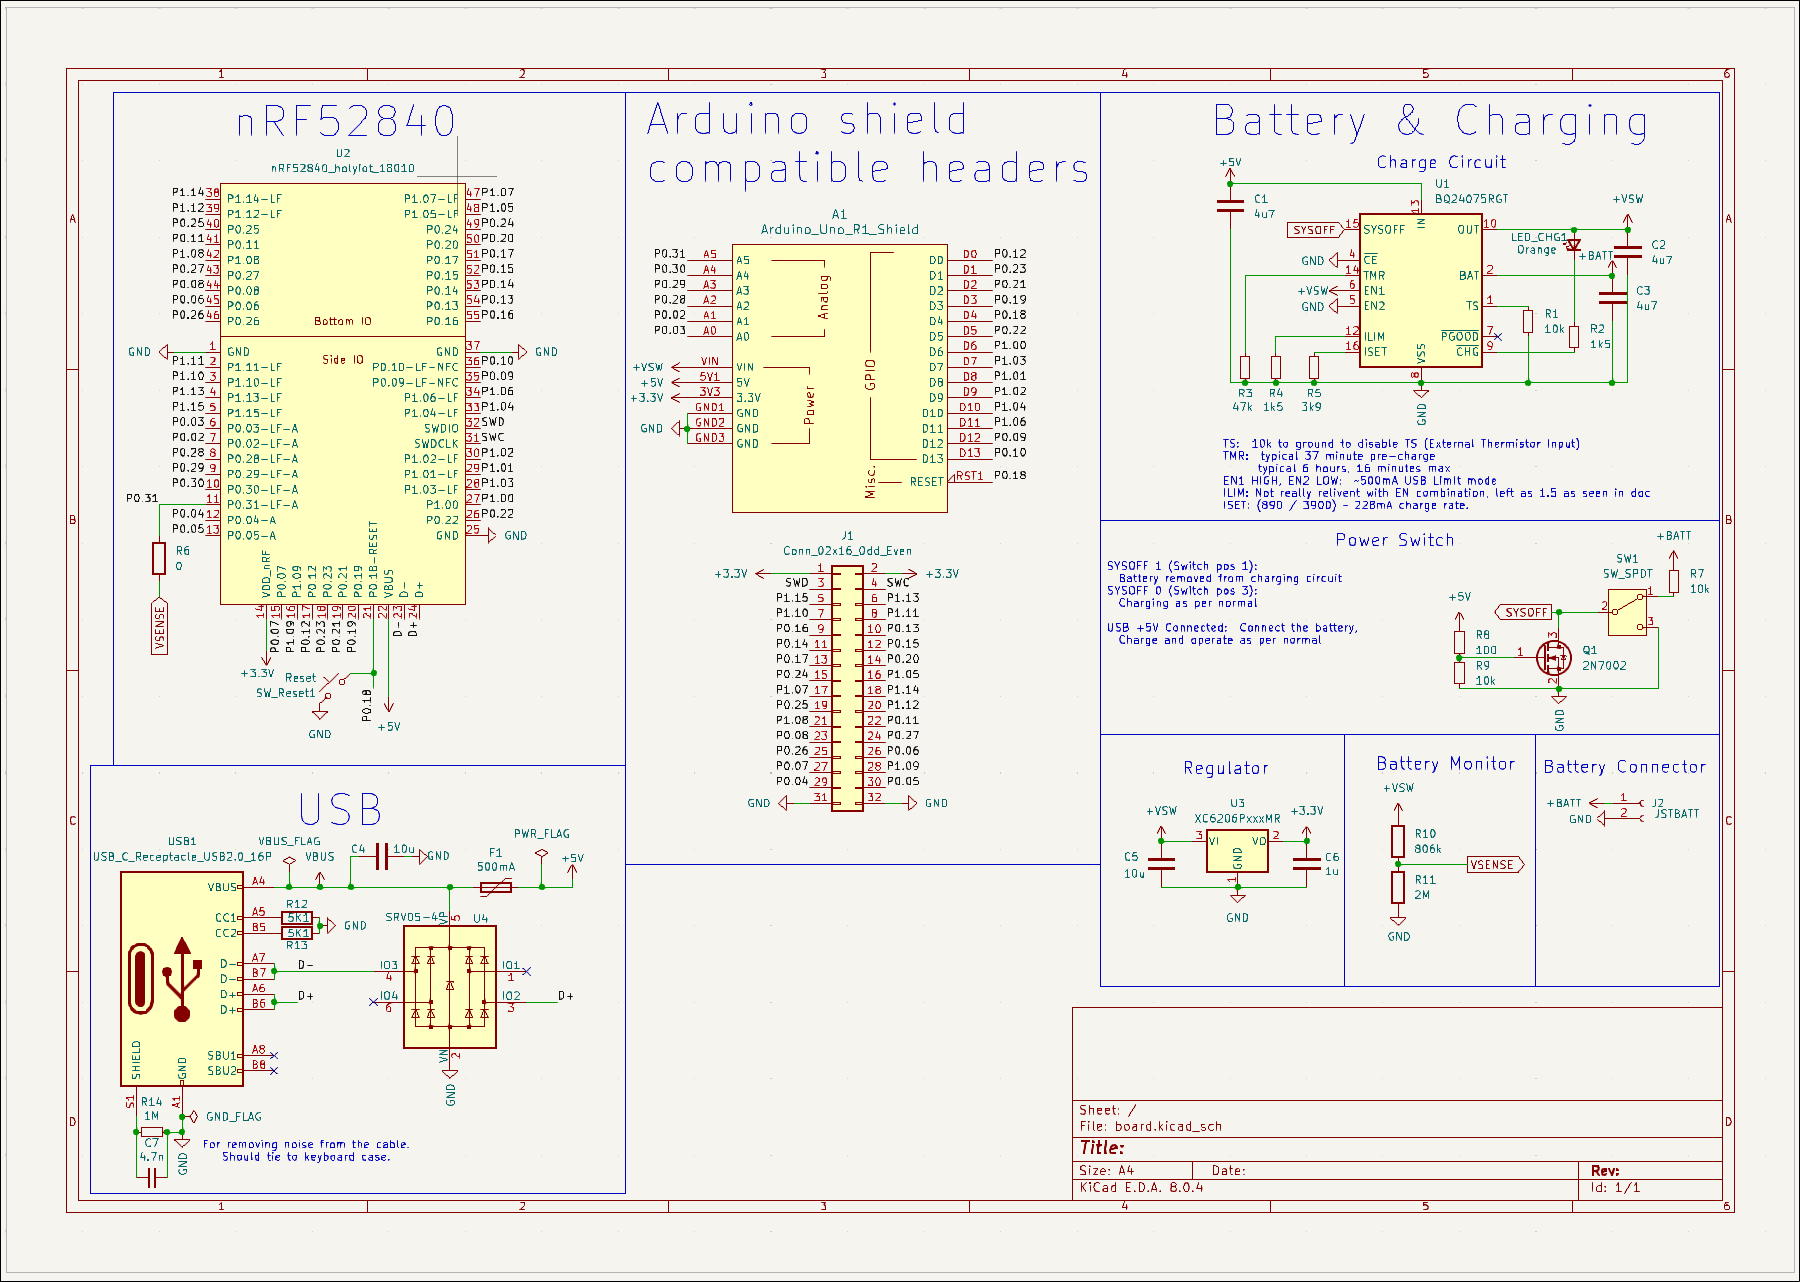 1 2 3 4 5 6
A
B
C
D
nRF52840
U2
nRF52840_holyiot_18010
P1.14 38 P1.14-LF P1.07-LF 47 P1.07
P1.12 39 P1.12-LF P1.05-LF 48 P1.05
P0.25 40 P0.25 P0.24 49 P0.24
P0.11 41 P0.11 P0.20 50 P0.20
P1.08 42 P1.08 P0.17 51 P0.17
P0.27 43 P0.27 P0.15 52 P0.15
P0.08 44 P0.08 P0.14 53 P0.14
P0.06 45 P0.06 P0.13 54 P0.13
P0.26 46 P0.26 P0.16 55 P0.16
Bottom IO
Side IO
GND 1 GND GND 37 GND
P1.11 2 P1.11-LF P0.10-LF-NFC 36 P0.10
P1.10 3 P1.10-LF P0.09-LF-NFC 35 P0.09
P1.13 4 P1.13-LF P1.06-LF 34 P1.06
P1.15 5 P1.15-LF P1.04-LF 33 P1.04
P0.03 6 P0.03-LF-A SWDIO 32 SWD
P0.02 7 P0.02-LF-A SWDCLK 31 SWC
P0.28 8 P0.28-LF-A P1.02-LF 30 P1.02
P0.29 9 P0.29-LF-A P1.01-LF 29 P1.01
P0.30 10 P0.30-LF-A P1.03-LF 28 P1.03
P0.31 11 P0.31-LF-A P1.00 27 P1.00
P0.04 12 P0.04-A P0.22 26 P0.22
P0.05 13 P0.05-A GND 25 GND
R6
0
VSENSE
VDD_nRF P0.07 P1.09 P0.12 P0.23 P0.21 P0.19 P0.18-RESET VBUS D- D+
14 15 16 17 18 19 20 21 22 23 24
P0.07 P1.09 P0.12 P0.23 P0.21 P0.19 D- D+
+3.3V
Reset
SW_Reset1
P0.18
+5V
GND
Arduino shield
compatible headers
A1
Arduino_Uno_R1_Shield
P0.31 A5 A5 D0 D0 P0.12
P0.30 A4 A4 D1 D1 P0.23
P0.29 A3 A3 D2 D2 P0.21
P0.28 A2 A2 D3 D3 P0.19
P0.02 A1 A1 D4 D4 P0.18
P0.03 A0 A0 D5 D5 P0.22
D6 D6 P1.00
+VSW VIN VIN D7 D7 P1.03
+5V 5V1 5V D8 D8 P1.01
+3.3V 3V3 3.3V D9 D9 P1.02
GND1 GND D10 D10 P1.04
GND GND2 GND D11 D11 P1.06
GND3 GND D12 D12 P0.09
D13 D13 P0.10
RESET RST1 P0.18
Analog
Power
GPIO
Misc.
J1
Conn_02x16_Odd_Even
+3.3V 1 2 +3.3V
SWD 3 4 SWC
P1.15 5 6 P1.13
P1.10 7 8 P1.11
P0.16 9 10 P0.13
P0.14 11 12 P0.15
P0.17 13 14 P0.20
P0.24 15 16 P1.05
P1.07 17 18 P1.14
P0.25 19 20 P1.12
P1.08 21 22 P0.11
P0.08 23 24 P0.27
P0.26 25 26 P0.06
P0.07 27 28 P1.09
P0.04 29 30 P0.05
GND 31 32 GND
Battery & Charging
Charge Circuit
+5V
C1
4u7
U1
BQ24075RGT
13 IN
SYSOFF 15 SYSOFF OUT 10
GND 4 CE
14 TMR BAT 2
+VSW 6 EN1
GND 5 EN2 TS 1
12 ILIM PGOOD 7
16 ISET CHG 9
VSS 8
+VSW
LED_CHG1
Orange
+BATT
C2
4u7
C3
4u7
R1
10k
R2
1k5
R3
47k
R4
1k5
R5
3k9
GND
TS: 10k to ground to disable TS (External Thermistor Input)
TMR: typical 37 minute pre-charge
typical 6 hours, 16 minutes max
EN1 HIGH, EN2 LOW: ~500mA USB Limit mode
ILIM: Not really relivent with EN combination, left as 1.5 as seen in doc
ISET: (890 / 3900) - 228mA charge rate.
Power Switch
SYSOFF 1 (Switch pos 1):
Battery removed from charging circuit
SYSOFF 0 (Switch pos 3):
Charging as per normal
USB +5V Connected: Connect the battery,
Charge and operate as per normal
+BATT
SW1
SW_SPDT
R7
10k
+5V
SYSOFF
2 1 3
R8
100
R9
10k
1 3 2
Q1
2N7002
GND
Regulator
U3
XC6206PxxxMR
+VSW
+3.3V
3 VI VO 2
GND
1
C5
10u
C6
1u
GND
Battery Monitor
+VSW
R10
806k
VSENSE
R11
2M
GND
Battery Connector
+BATT 1 J2
GND 2 JSTBATT
USB
USB1
USB_C_Receptacle_USB2.0_16P
VBUS_FLAG
VBUS
C4 10u GND
PWR_FLAG
F1
500mA
+5V
VBUS A4
CC1 A5
CC2 B5
R12
5K1
5K1
R13
GND
D- A7
D- B7
D+ A6
D+ B6
D-
D+
SBU1 A8
SBU2 B8
SHIELD
GND
S1
A1
SRV05-4
U4
VP 5
IO3 4
IO1 1
IO4 6
IO2 3
D+
VN 2
GND
R14
1M
C7
4.7n
GND_FLAG
GND
For removing noise from the cable.
Should tie to keyboard case.
Sheet: /
File: board.kicad_sch
Title:
Size: A4 Date: Rev:
KiCad E.D.A. 8.0.4 Id: 1/1
1 2 3 4 5 6
A
B
C
D